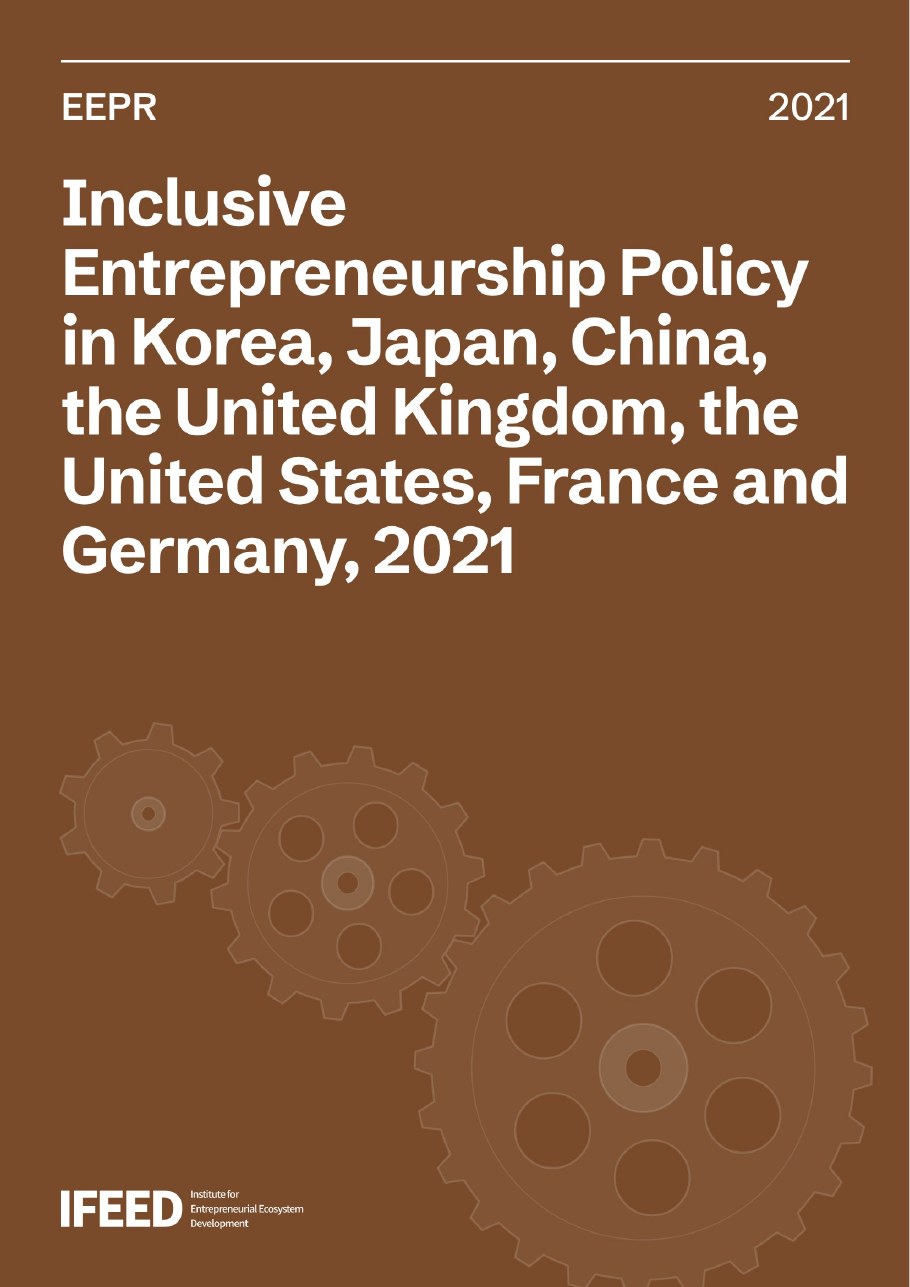 EEPR
2021
Inclusive
Entrepreneurship Policy
in Korea, Japan, China,
the United Kingdom, the
United States, France and
Germany, 2021
IFEED
Institute for
Entrepreneurial Ecosystem
Development